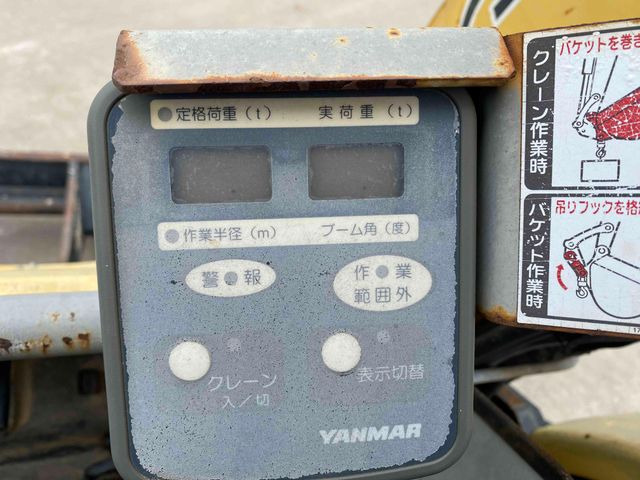 定格荷重(t) 実荷重(t)
作業半径(m) ブーム角(度)
警報
作業
範囲外
クレーン
入/切
表示切替
YANMAR
クレーン作業時
バケットを巻き
バケット作業時
吊りフックを格